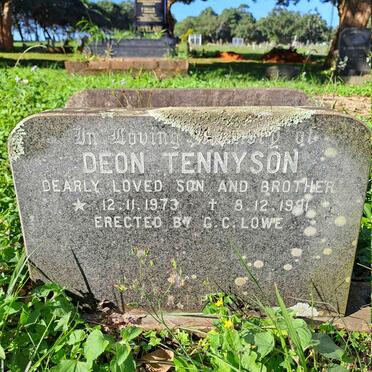 In Loving Memory of
DEON TENNYSON
DEARLY LOVED SON AND BROTHER
★ 12.11.1973 ✝ 8.12.1991
ERECTED BY G.C. LOWE